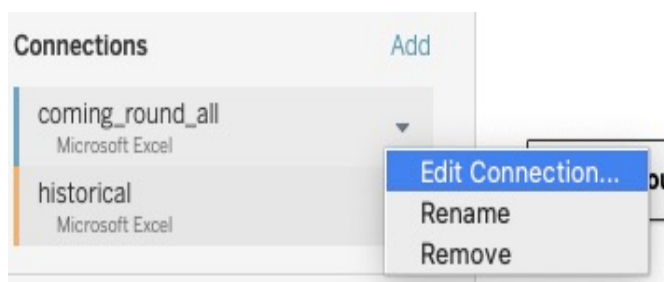 Connections Add
coming_round_all
Microsoft Excel
historical
Microsoft Excel
Edit Connection...
Rename
Remove